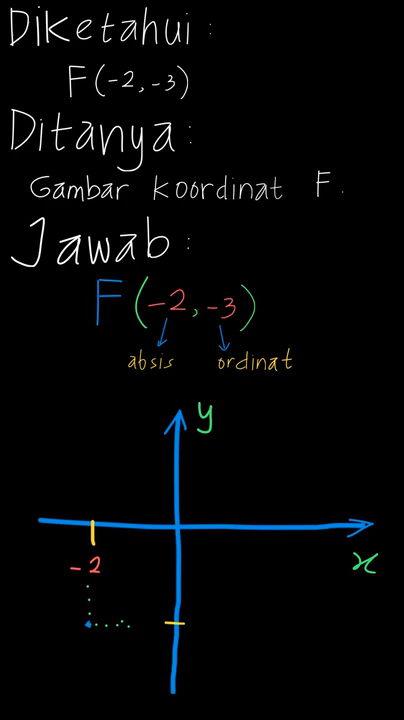 Diketahui:
F(-2,-3)
Ditanya:
Gambar koordinat F.
Jawab:
F(-2,-3)
absis ordinat
y
x
-2